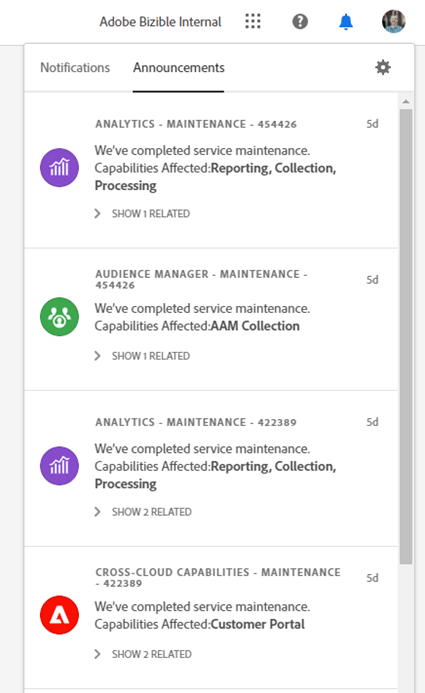 Adobe Bizible Internal
Notifications Announcements
ANALYTICS - MAINTENANCE - 454426 5d
We've completed service maintenance.
Capabilities Affected:Reporting, Collection,
Processing
SHOW 1 RELATED
AUDIENCE MANAGER - MAINTENANCE - 5d
454426
We've completed service maintenance.
Capabilities Affected:AAM Collection
SHOW 1 RELATED
ANALYTICS - MAINTENANCE - 422389 5d
We've completed service maintenance.
Capabilities Affected:Reporting, Collection,
Processing
SHOW 2 RELATED
CROSS-CLOUD CAPABILITIES - MAINTENANCE 5d
- 422389
We've completed service maintenance.
Capabilities Affected:Customer Portal
SHOW 2 RELATED